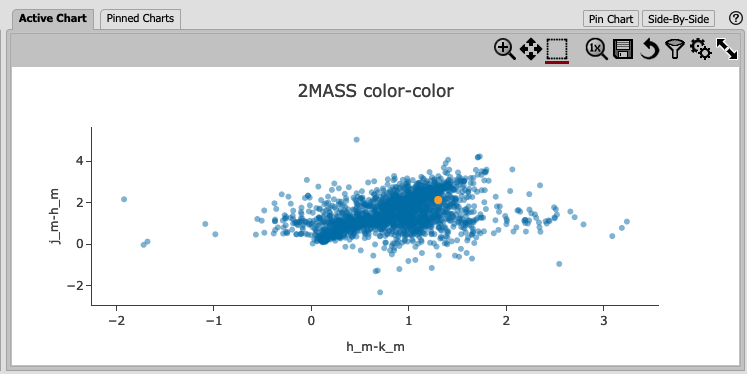 Active Chart
Pinned Charts
Pin Chart
Side-By-Side
?
1x
2MASS color-color
j_m-h_m
4
2
0
−2
−2
−1
0
1
2
3
h_m-k_m